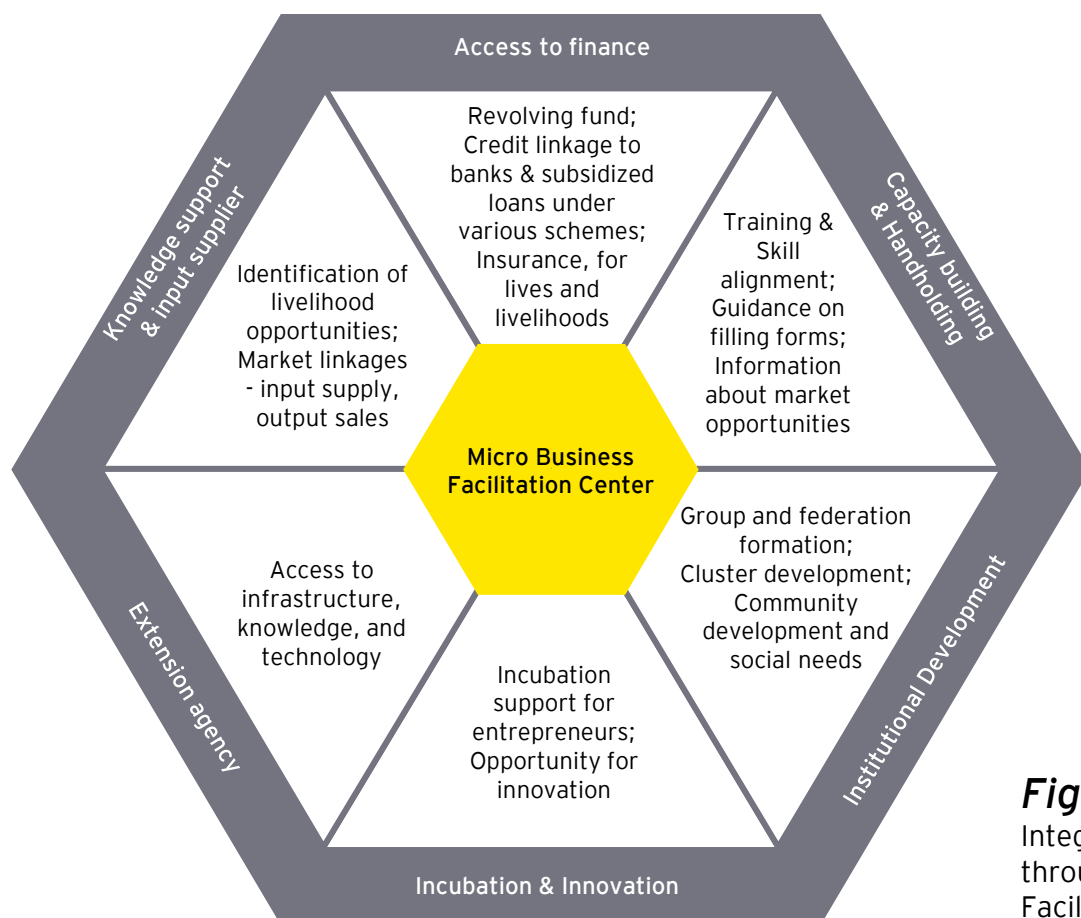 Access to finance
Revolving fund;
Credit linkage to
banks & subsidized
loans under
various schemes;
Insurance, for
lives and
livelihoods
Capacity building
& Handholding
Training &
Skill
alignment;
Guidance on
filling forms;
Information
about market
opportunities
Institutional Development
Group and federation
formation;
Cluster development;
Community
development and
social needs
Incubation & Innovation
Incubation
support for
entrepreneurs;
Opportunity for
innovation
Extension agency
Access to
infrastructure,
knowledge, and
technology
Knowledge support
& input supplier
Identification of
livelihood
opportunities;
Market linkages
- input supply,
output sales
Micro Business
Facilitation Center
Fig
Integ
throu
Facil